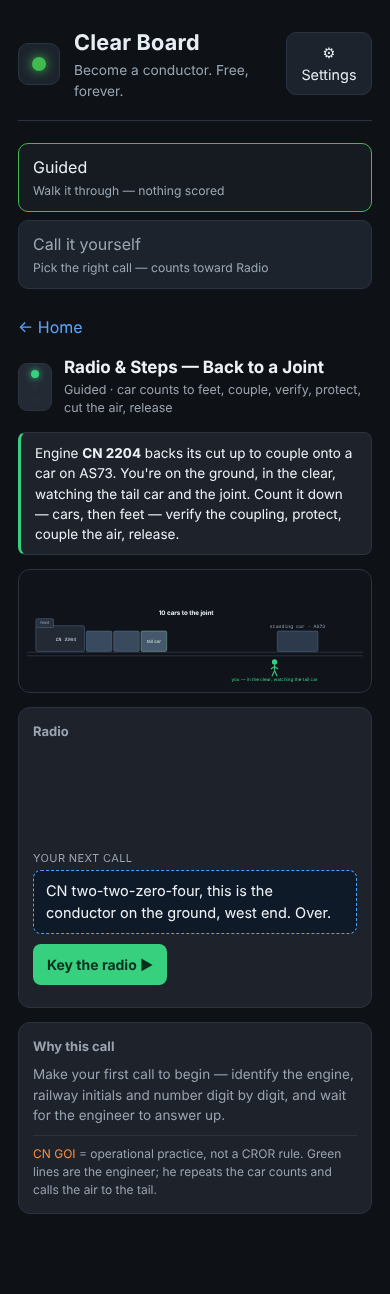 Clear Board
Become a conductor. Free,
forever.
⚙
Settings
Guided
Walk it through — nothing scored
Call it yourself
Pick the right call — counts toward Radio
← Home
Radio & Steps — Back to a Joint
Guided · car counts to feet, couple, verify, protect,
cut the air, release
Engine CN 2204 backs its cut up to couple onto a
car on AS73. You're on the ground, in the clear,
watching the tail car and the joint. Count it down
— cars, then feet — verify the coupling, protect,
couple the air, release.
10 cars to the joint
standing car · AS73
CN 2204
tail car
you — in the clear, watching the tail car
Radio
YOUR NEXT CALL
CN two-two-zero-four, this is the
conductor on the ground, west end. Over.
Key the radio ▶
Why this call
Make your first call to begin — identify the engine,
railway initials and number digit by digit, and wait
for the engineer to answer up.
CN GOI = operational practice, not a CROR rule. Green
lines are the engineer; he repeats the car counts and
calls the air to the tail.